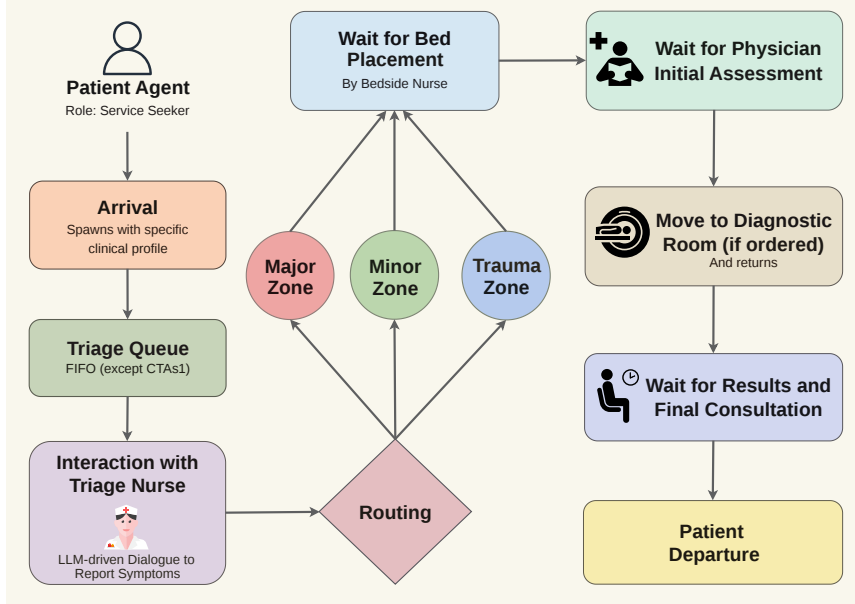 Patient Agent
Role: Service Seeker
Arrival
Spawns with specific
clinical profile
Triage Queue
FIFO (except CTAs1)
Interaction with
Triage Nurse
LLM-driven Dialogue to
Report Symptoms
Routing
Major
Zone
Minor
Zone
Trauma
Zone
Wait for Bed
Placement
By Bedside Nurse
Wait for Physician
Initial Assessment
Move to Diagnostic
Room (if ordered)
And returns
Wait for Results and
Final Consultation
Patient
Departure